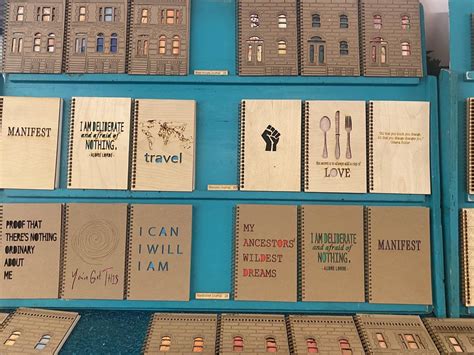 MANIFEST
I AM DELIBERATE
and afraid of
NOTHING.
- AUDRE LORDE -
travel
LOVE
PROOF THAT
THERE'S NOTHING
ORDINARY
ABOUT
ME
You Got This
I CAN
I WILL
I AM
MY
ANCESTORS'
WILDEST
DREAMS
I AM DELIBERATE
and afraid of
NOTHING.
- AUDRE LORDE -
MANIFEST